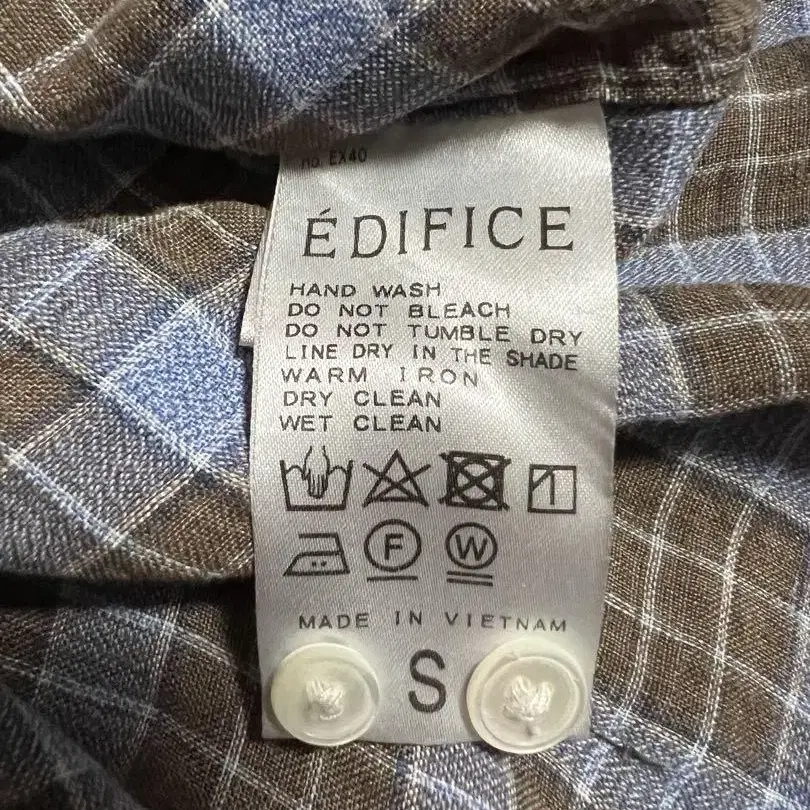 no. EX40
ÉDIFICE
HAND WASH
DO NOT BLEACH
DO NOT TUMBLE DRY
LINE DRY IN THE SHADE
WARM IRON
DRY CLEAN
WET CLEAN
F W
MADE IN VIETNAM
S